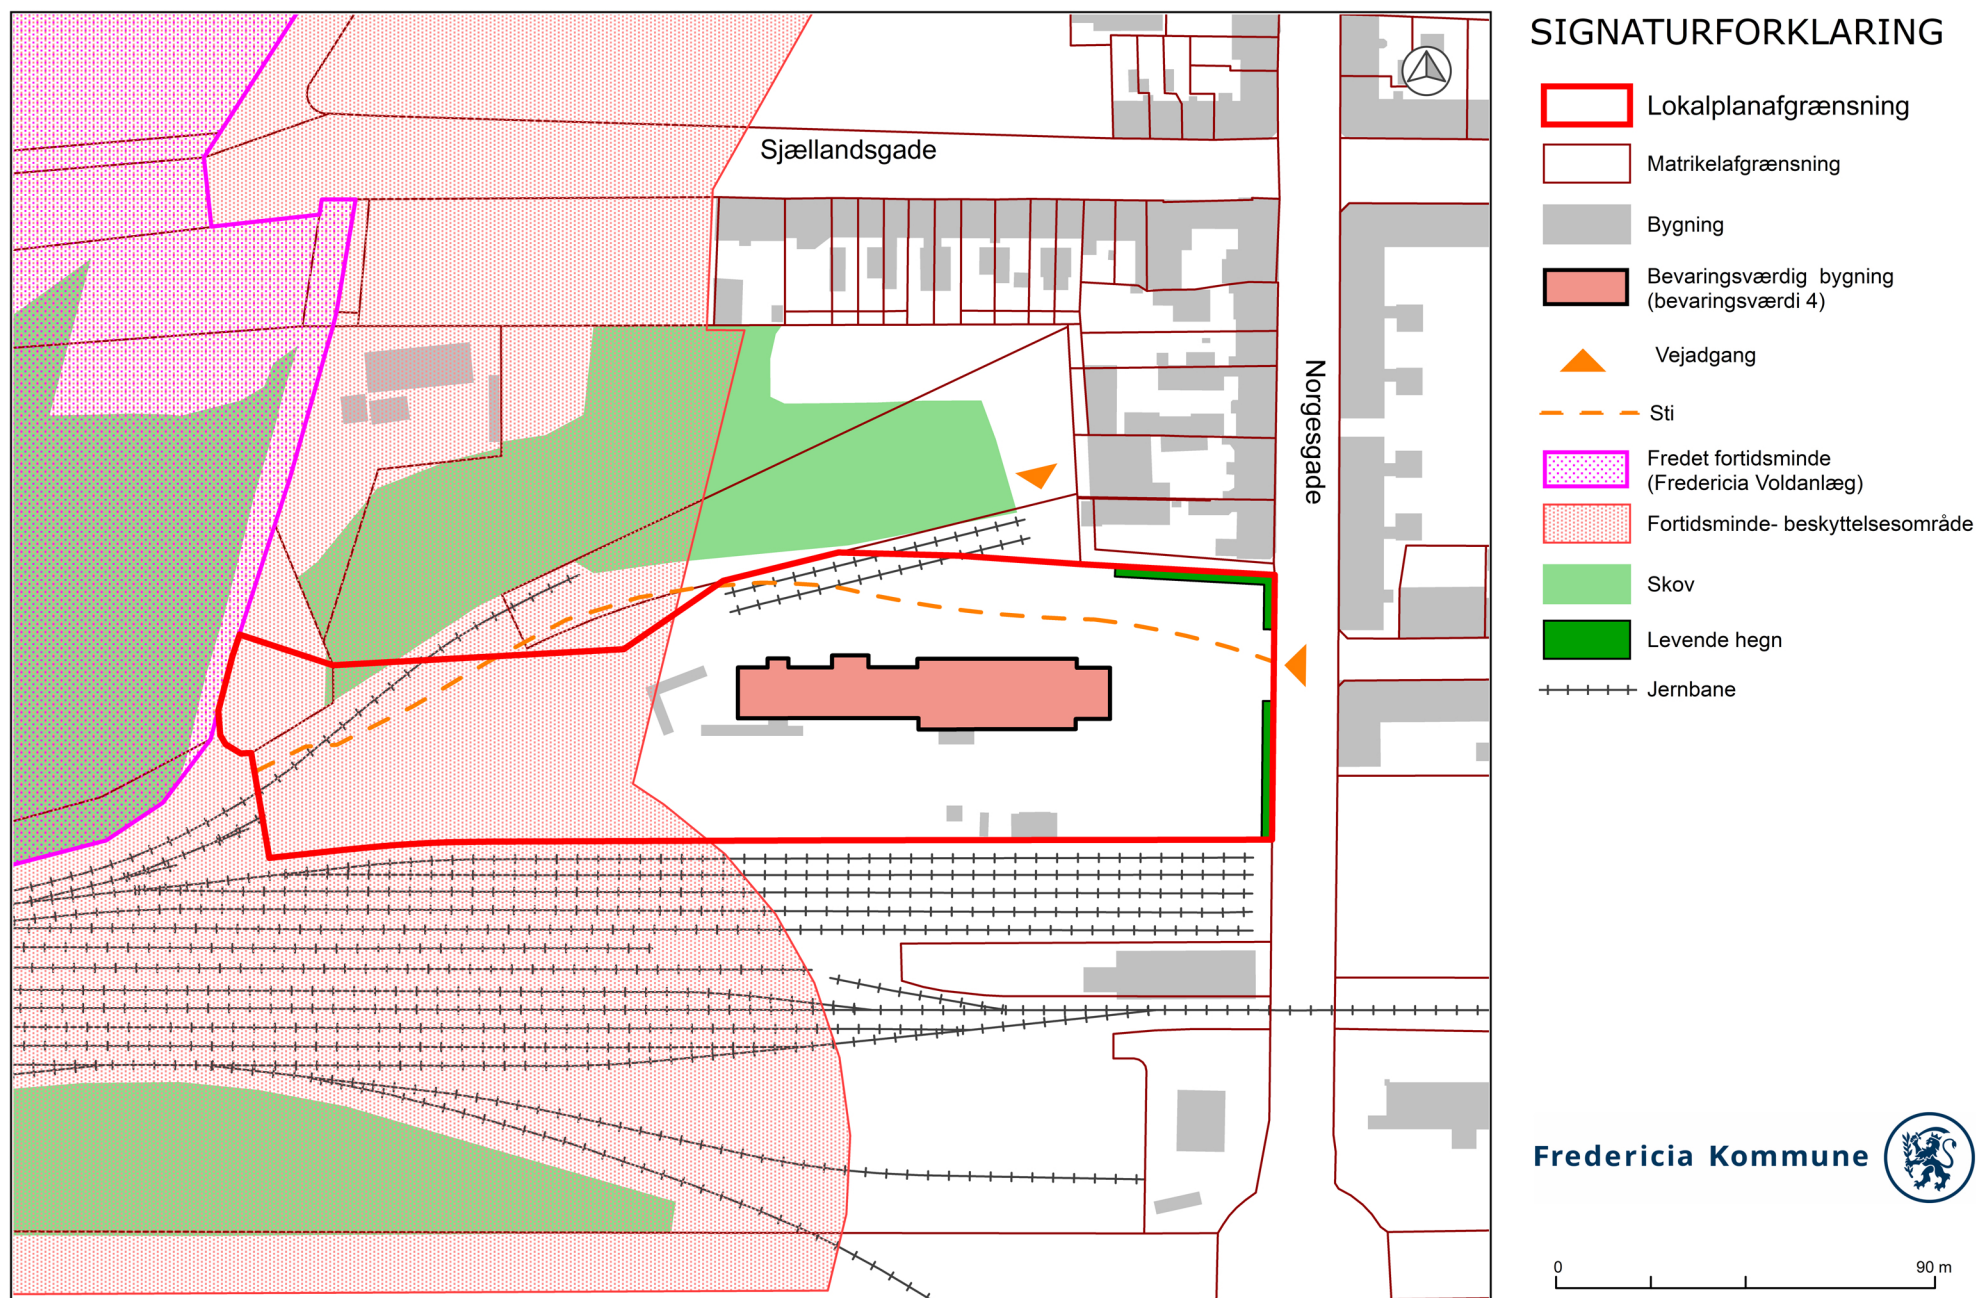 SIGNATURFORKLARING
Lokalplanafgrænsning
Matrikelafgrænsning
Bygning
Bevaringsværdig bygning
(bevaringsværdi 4)
Vejadgang
Sti
Fredet fortidsminde
(Fredericia Voldanlæg)
Fortidsminde- beskyttelsesområde
Skov
Levende hegn
Jernbane
Sjællandsgade
Norgesgade
Fredericia Kommune
0 90 m